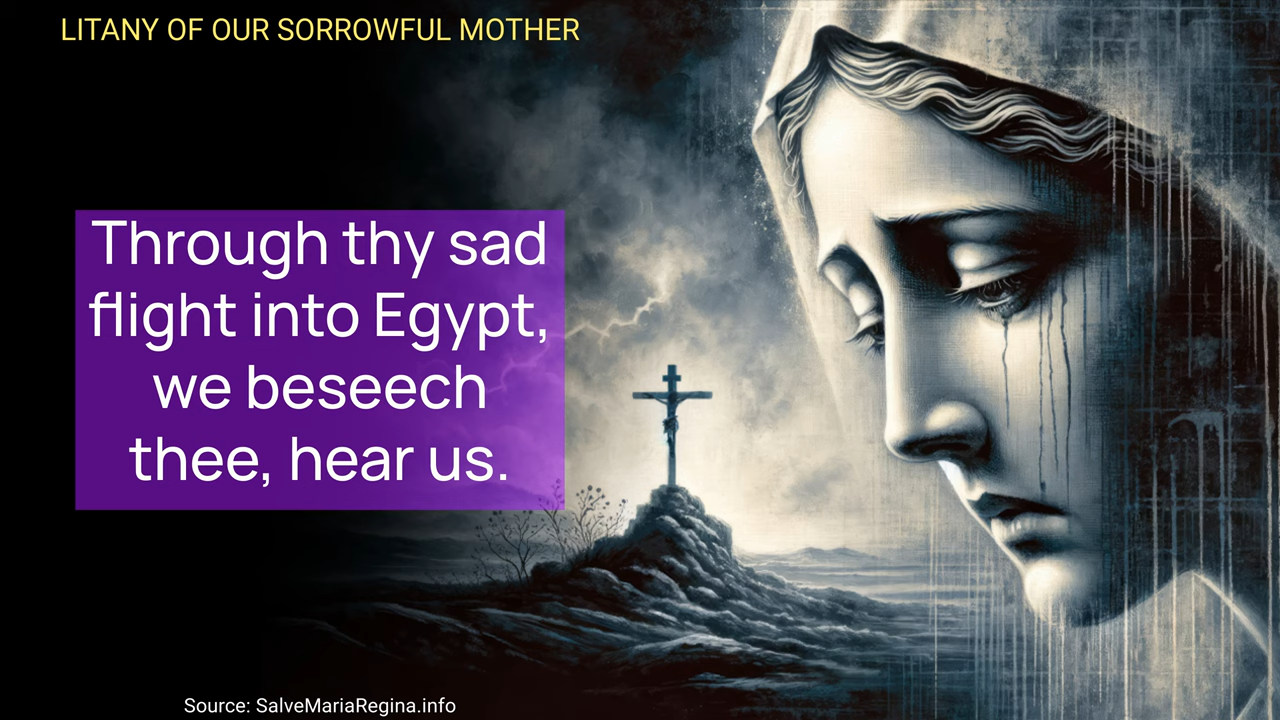 LITANY OF OUR SORROWFUL MOTHER
Through thy sad
flight into Egypt,
we beseech
thee, hear us.
Source: SalveMariaRegina.info